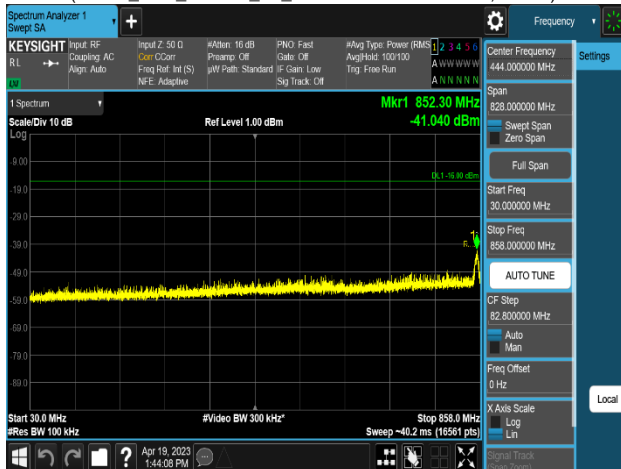 Spectrum Analyzer 1
Swept SA
+
Frequency
KEYSIGHT
RL
Input: RF
Coupling: AC
Align: Auto
Input Z: 50 Ω
Corr CCorr
Freq Ref: Int (S)
NFE: Adaptive
#Atten: 16 dB
Preamp: Off
µW Path: Standard
PNO: Fast
Gate: Off
IF Gain: Low
Sig Track: Off
#Avg Type: Power (RMS
Avg|Hold: 100/100
Trig: Free Run
1 2 3 4 5 6
A W W W W W
A N N N N N
1 Spectrum
Scale/Div 10 dB
Log
Ref Level 1.00 dBm
Mkr1 852.30 MHz
-41.040 dBm
DL1 -16.00 dBm
-9.00
-19.0
-29.0
-39.0
-49.0
-59.0
-69.0
-79.0
-89.0
1
R...
Start 30.0 MHz
#Res BW 100 kHz
#Video BW 300 kHz*
Stop 858.0 MHz
Sweep ~40.2 ms (16561 pts)
Center Frequency
444.000000 MHz
Settings
Span
828.000000 MHz
Swept Span
Zero Span
Full Span
Start Freq
30.000000 MHz
Stop Freq
858.000000 MHz
AUTO TUNE
CF Step
82.800000 MHz
Auto
Man
Freq Offset
0 Hz
X Axis Scale
Log
Lin
Local
Signal Track
(Span Zoom)
?
Apr 19, 2023
1:44:08 PM